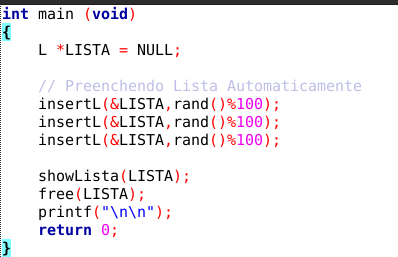 int main (void)
{
L *LISTA = NULL;
// Preenchendo Lista Automaticamente
insertL(&LISTA,rand()%100);
insertL(&LISTA,rand()%100);
insertL(&LISTA,rand()%100);
showLista(LISTA);
free(LISTA);
printf("\n\n");
return 0;
}